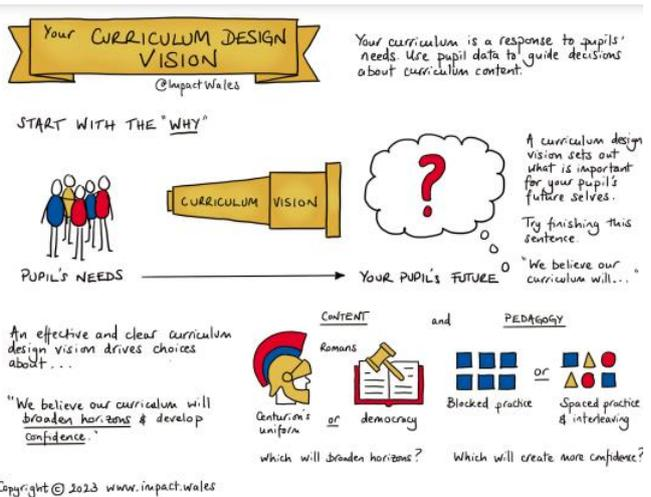 Your CURRICULUM DESIGN
VISION
@ImpactWales
Your curriculum is a response to pupils'
needs. Use pupil data to guide decisions
about curriculum content.
START WITH THE "WHY"
CURRICULUM VISION
?
A curriculum design
vision sets out
what is important
for your pupil's
future selves.
Try finishing this
sentence.
"We believe our
curriculum will..."
PUPIL'S NEEDS
YOUR PUPIL'S FUTURE
An effective and clear curriculum
design vision drives choices
about...
"We believe our curriculum will
broaden horizons & develop
confidence."
CONTENT and PEDAGOGY
Romans
Centurion's
uniform
or
democracy
which will broaden horizons?
Blocked practice
or
Spaced practice
& interleaving
Which will create more confidence?
Copyright © 2023 www.impact.wales